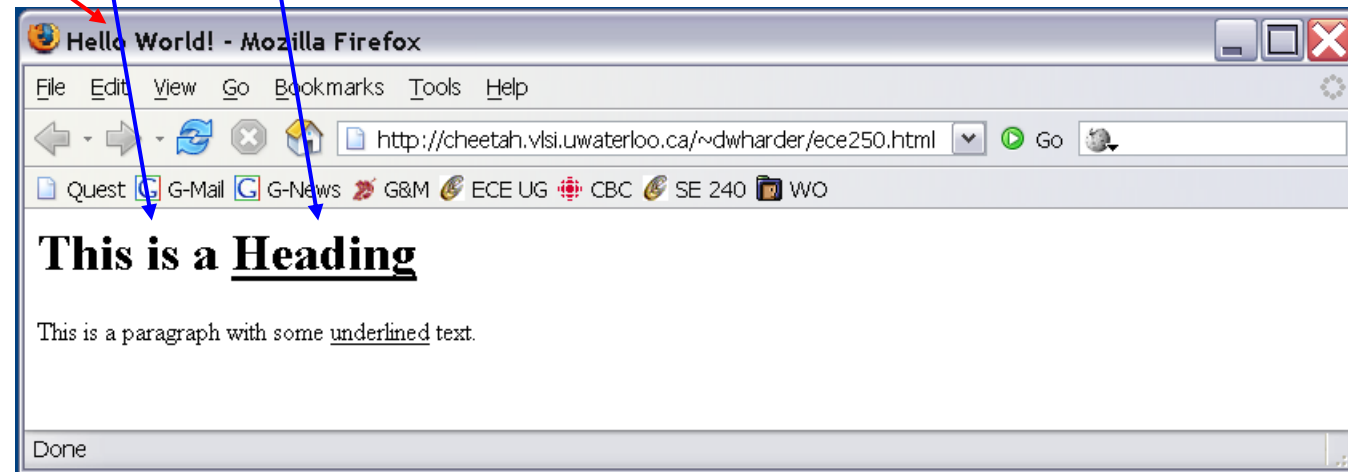 Hello World! - Mozilla Firefox
File Edit View Go Bookmarks Tools Help
http://cheetah.vlsi.uwaterloo.ca/~dwharder/ece250.html Go
Quest G G-Mail G G-News G&M ECE UG CBC SE 240 WO
This is a Heading
This is a paragraph with some underlined text.
Done